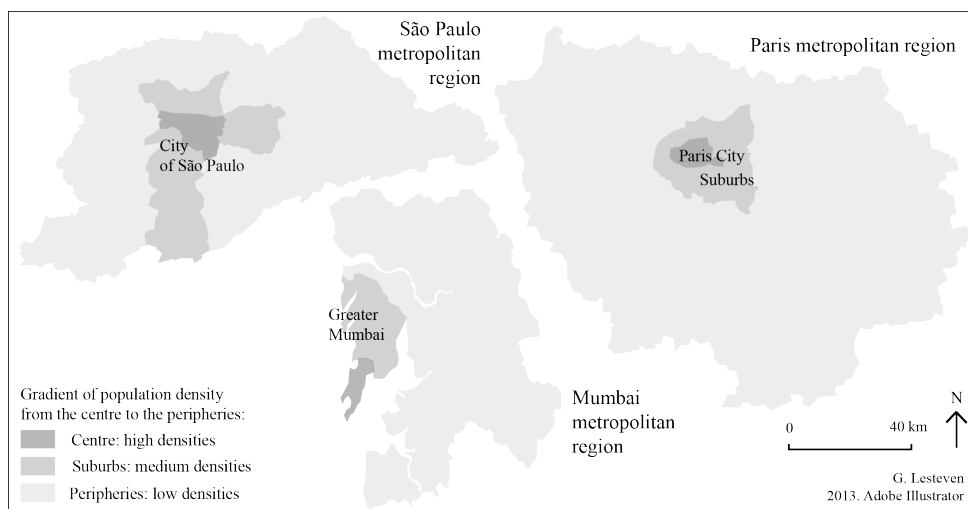 São Paulo
metropolitan
region
Paris metropolitan region
City
of São Paulo
Paris City
Suburbs
Greater
Mumbai
Mumbai
metropolitan
region
Gradient of population density
from the centre to the peripheries:
Centre: high densities
Suburbs: medium densities
Peripheries: low densities
N
0 40 km
G. Lesteven
2013. Adobe Illustrator